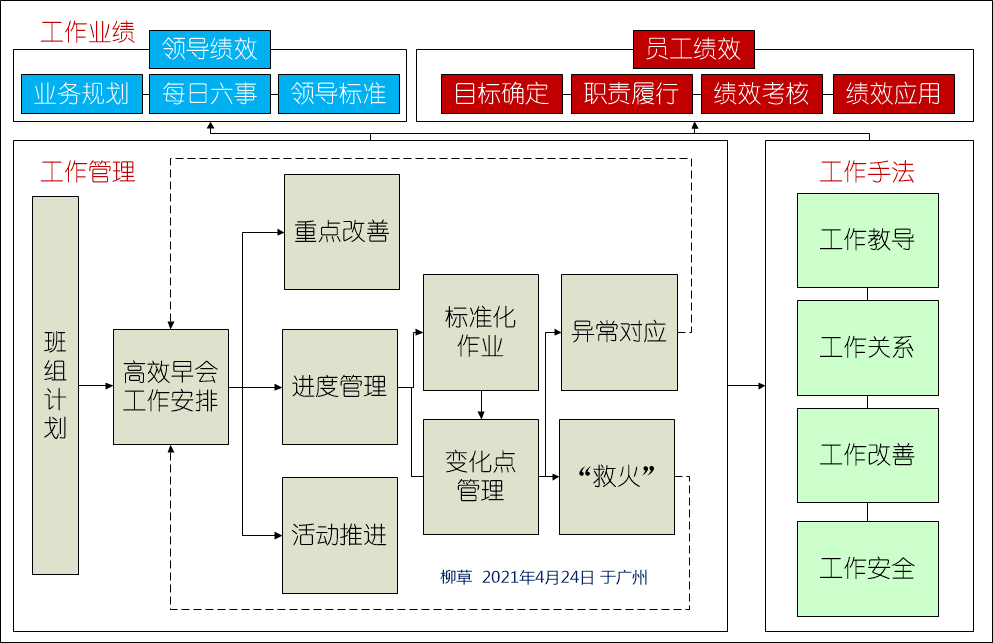 工作业绩
领导绩效
业务规划
每日六事
领导标准
员工绩效
目标确定
职责履行
绩效考核
绩效应用
工作管理
班
组
计
划
高效早会
工作安排
重点改善
进度管理
活动推进
标准化
作业
变化点
管理
异常对应
“救火”
柳草 2021年4月24日 于广州
工作手法
工作教导
工作关系
工作改善
工作安全